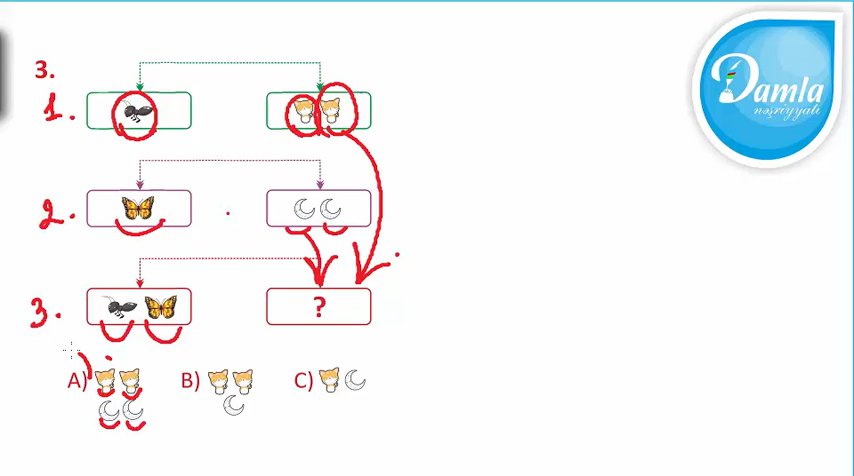 3.
1.
2.
3.
?
A)
B)
C)
Damla
nəşriyyatı